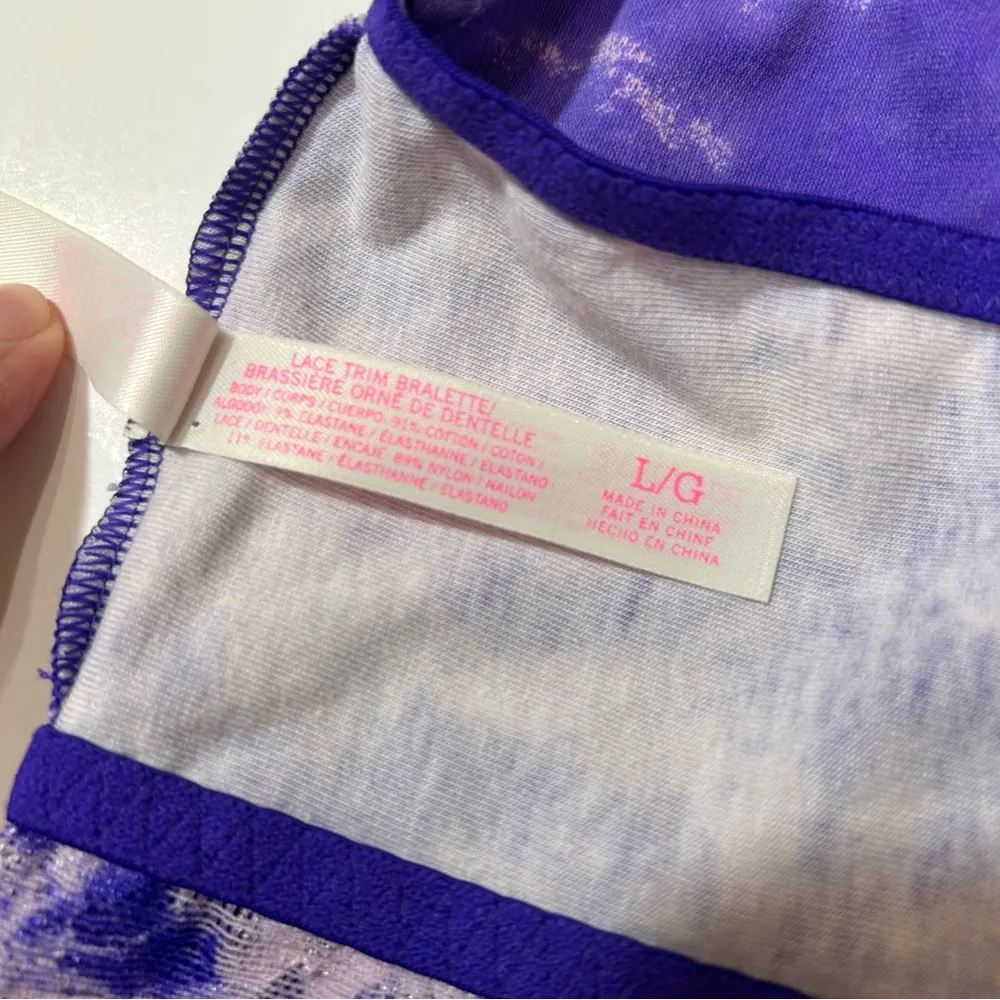 LACE TRIM BRALETTE/
BRASSIÈRE ORNÉ DE DENTELLE
BODY / CORPS / CUERPO: 91% COTTON / COTON /
ALGODÓN 9% ELASTANE / ÉLASTHANNE / ELASTANO
LACE / DENTELLE / ENCAJE 89% NYLON / NAILON
11% ELASTANE / ÉLASTHANNE / ELASTANO
L/G
MADE IN CHINA
FAIT EN CHINE
HECHO EN CHINA